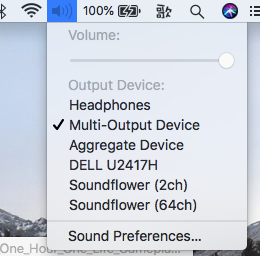 100%
Volume:
Output Device:
Headphones
Multi-Output Device
Aggregate Device
DELL U2417H
Soundflower (2ch)
Soundflower (64ch)
Sound Preferences...
One_Hour_One_Life_Gamepla...